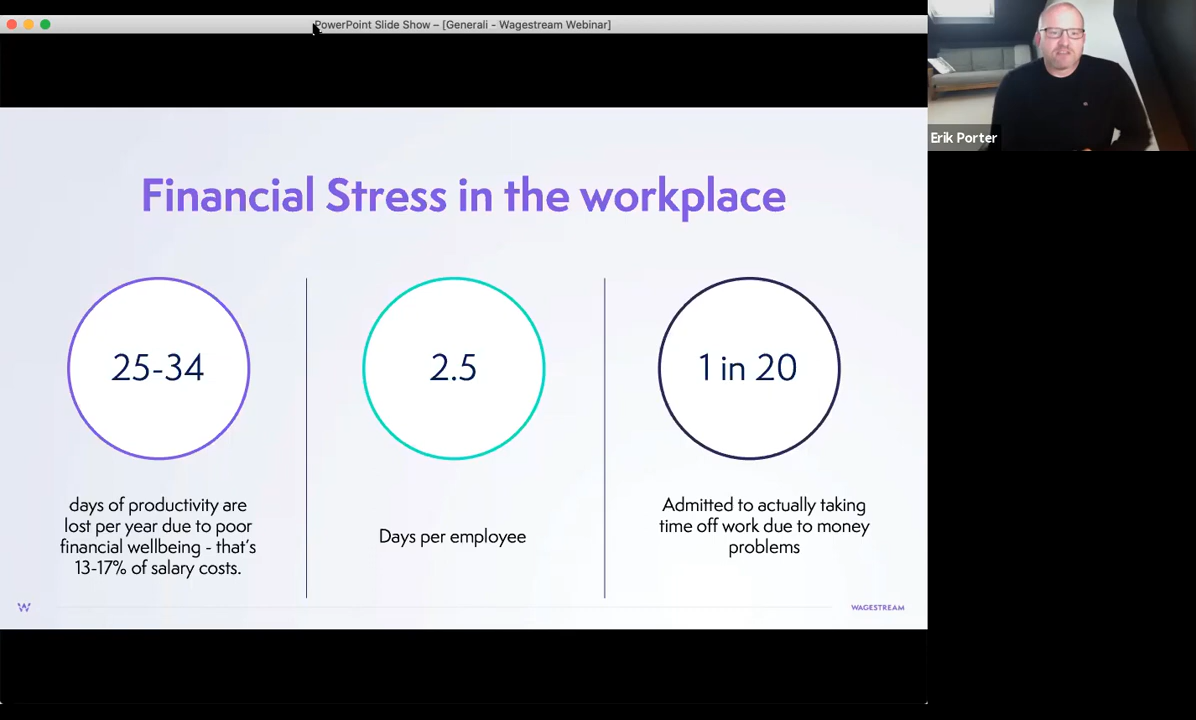 PowerPoint Slide Show – [Generali - Wagestream Webinar]
Erik Porter
Financial Stress in the workplace
25-34
days of productivity are
lost per year due to poor
financial wellbeing - that's
13-17% of salary costs.
2.5
Days per employee
1 in 20
Admitted to actually taking
time off work due to money
problems
W
WAGESTREAM